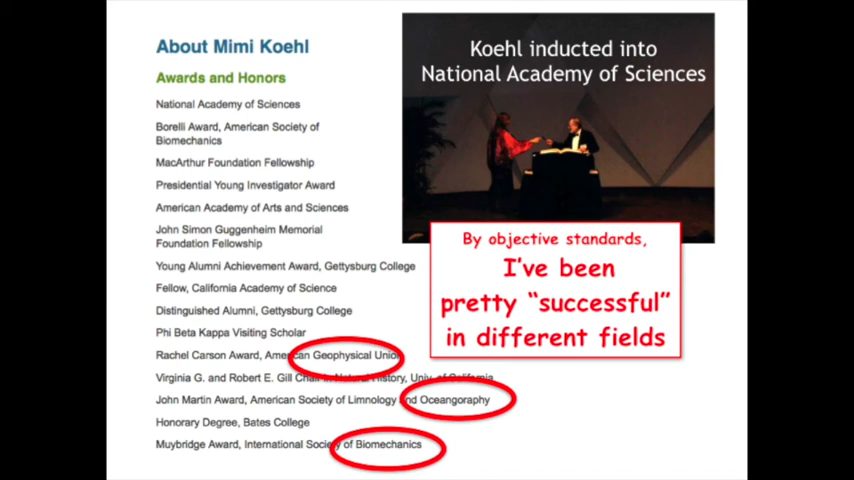 About Mimi Koehl
Awards and Honors
National Academy of Sciences
Borelli Award, American Society of
Biomechanics
MacArthur Foundation Fellowship
Presidential Young Investigator Award
American Academy of Arts and Sciences
John Simon Guggenheim Memorial
Foundation Fellowship
Young Alumni Achievement Award, Gettysburg College
Fellow, California Academy of Science
Distinguished Alumni, Gettysburg College
Phi Beta Kappa Visiting Scholar
Rachel Carson Award, American Geophysical Union
Virginia G. and Robert E. Gill Chair in Natural History, Univ. of California
John Martin Award, American Society of Limnology and Oceangoraphy
Honorary Degree, Bates College
Muybridge Award, International Society of Biomechanics
Koehl inducted into
National Academy of Sciences
By objective standards,
I've been
pretty “successful”
in different fields